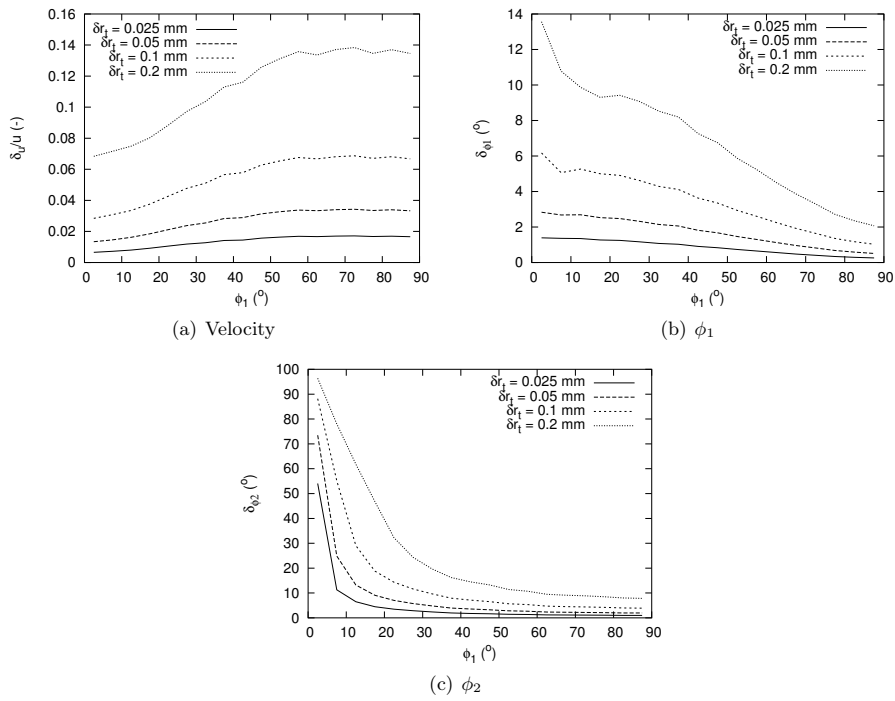 0.16
0.14
0.12
0.1
0.08
0.06
0.04
0.02
0
δu/u (-)
δrt = 0.025 mm
δrt = 0.05 mm
δrt = 0.1 mm
δrt = 0.2 mm
0 10 20 30 40 50 60 70 80 90
ϕ1 (o)
(a) Velocity
14
12
10
8
6
4
2
0
δϕ1 (o)
δrt = 0.025 mm
δrt = 0.05 mm
δrt = 0.1 mm
δrt = 0.2 mm
0 10 20 30 40 50 60 70 80 90
ϕ1 (o)
(b) ϕ1
100
90
80
70
60
50
40
30
20
10
0
δϕ2 (o)
δrt = 0.025 mm
δrt = 0.05 mm
δrt = 0.1 mm
δrt = 0.2 mm
0 10 20 30 40 50 60 70 80 90
ϕ1 (o)
(c) ϕ2